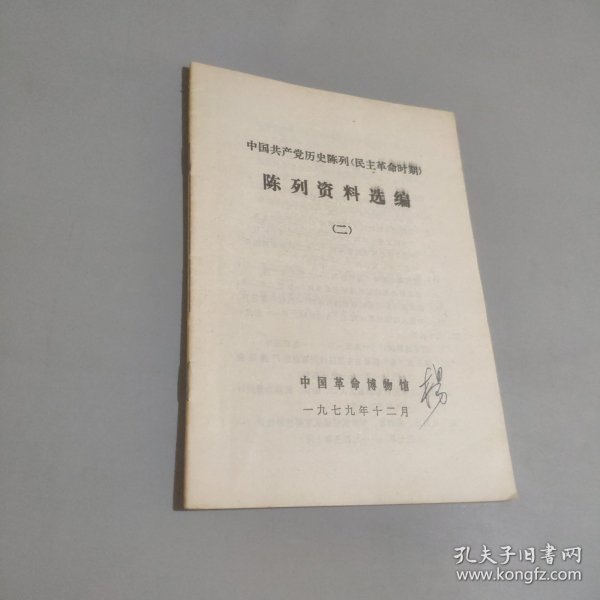 中国共产党历史陈列(民主革命时期)
陈列资料选编
(二)
中国革命博物馆
杨
一九七九年十二月
孔夫子旧书网
www.kongfz.com